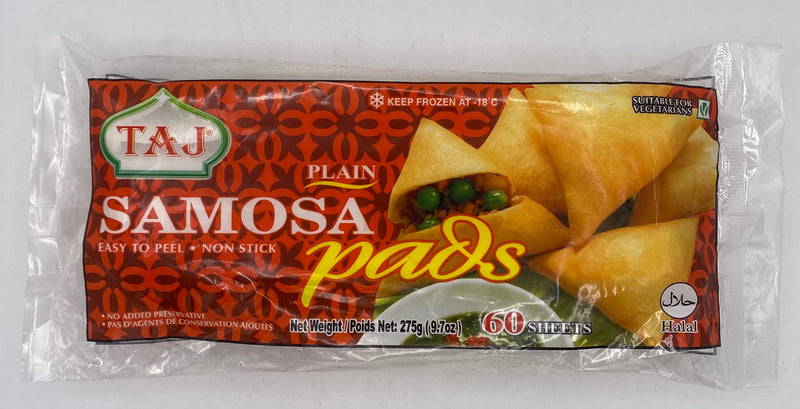 KEEP FROZEN AT -18 C
SUITABLE FOR
VEGETARIANS
TAJ®
PLAIN
SAMOSA
pads
EASY TO PEEL • NON STICK
• NO ADDED PRESERVATIVE
• PAS D'AGENTS DE CONSERVATION AJOUTES
Net Weight / Poids Net: 275g (9.7oz)
60 SHEETS
حلال
Halal